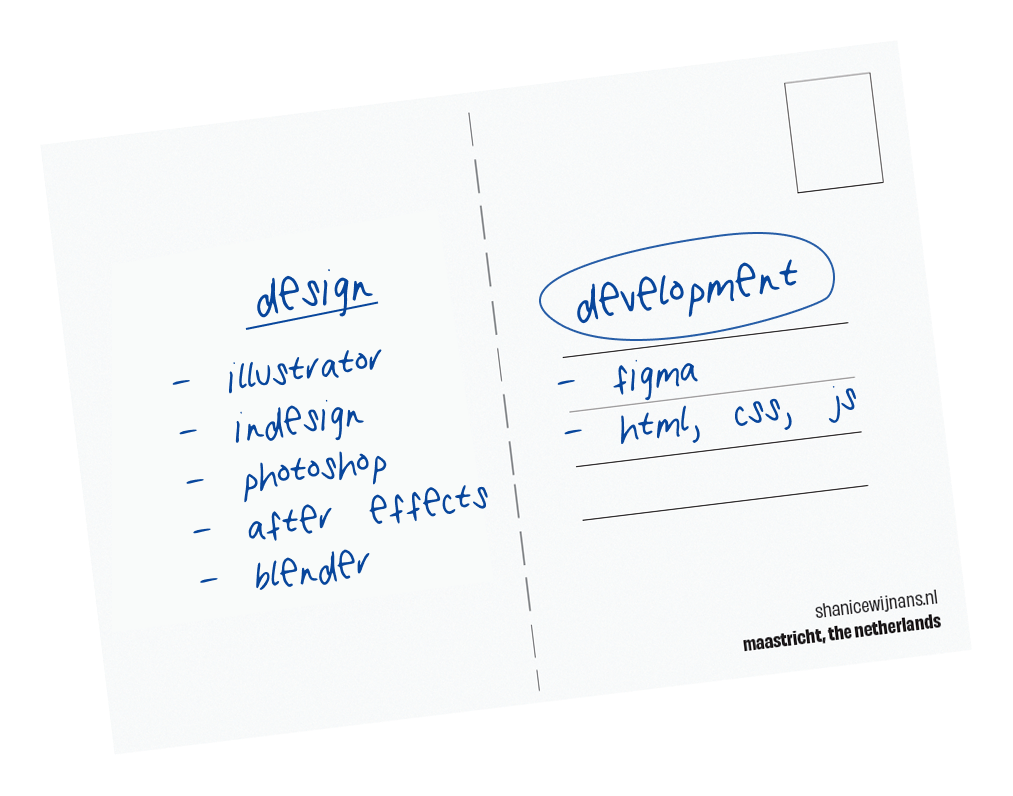 design
- illustrator
- indesign
- photoshop
- after effects
- blender
development
- figma
- html, css, js
shanicewijnans.nl
maastricht, the netherlands